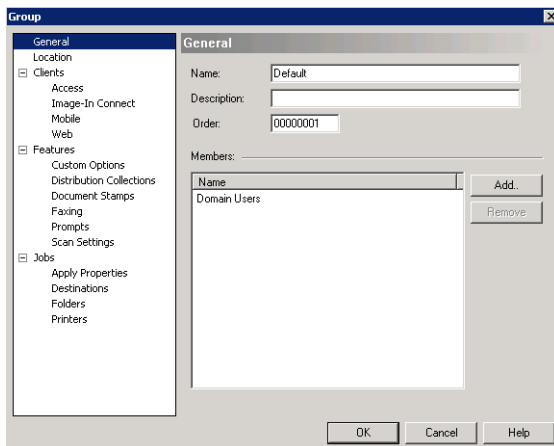 Group
General
Location
Clients
Access
Image-In Connect
Mobile
Web
Features
Custom Options
Distribution Collections
Document Stamps
Faxing
Prompts
Scan Settings
Jobs
Apply Properties
Destinations
Folders
Printers
General
Name: Default
Description:
Order: 00000001
Members:
Name
Domain Users
Add..
Remove
OK Cancel Help